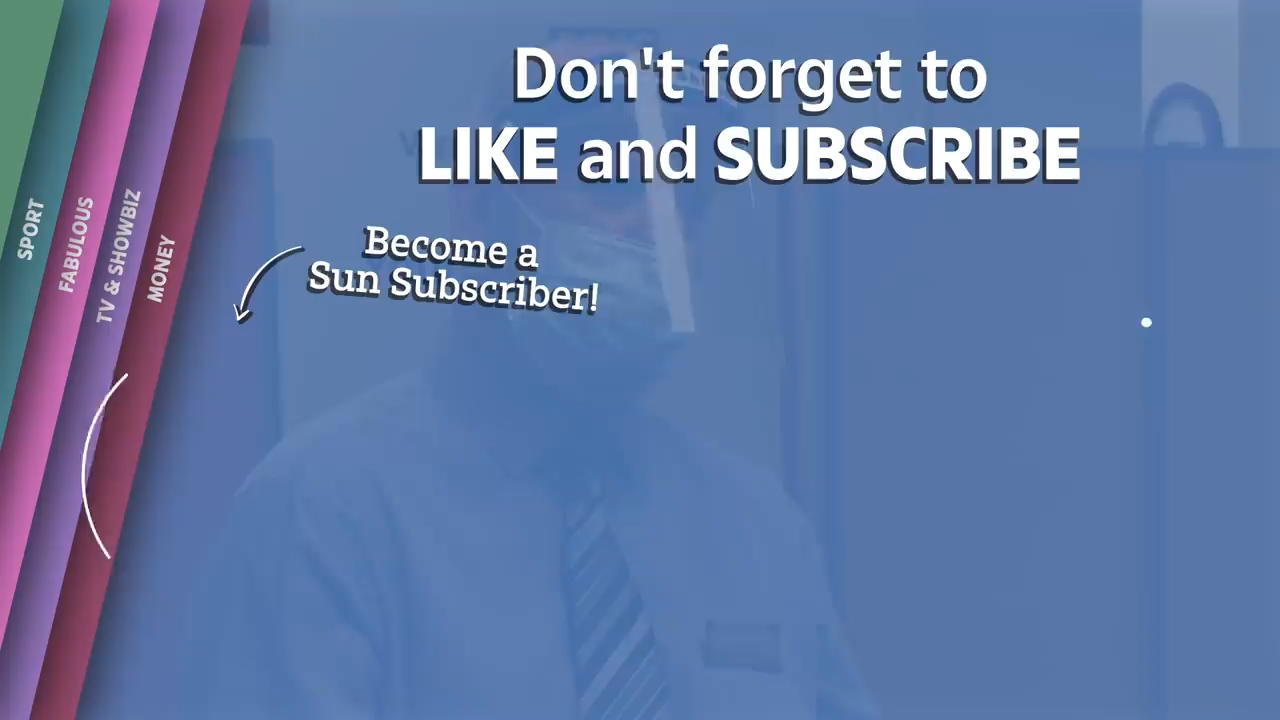 Don't forget to
LIKE and SUBSCRIBE
Become a
Sun Subscriber!
SPORT
FABULOUS
TV & SHOWBIZ
MONEY